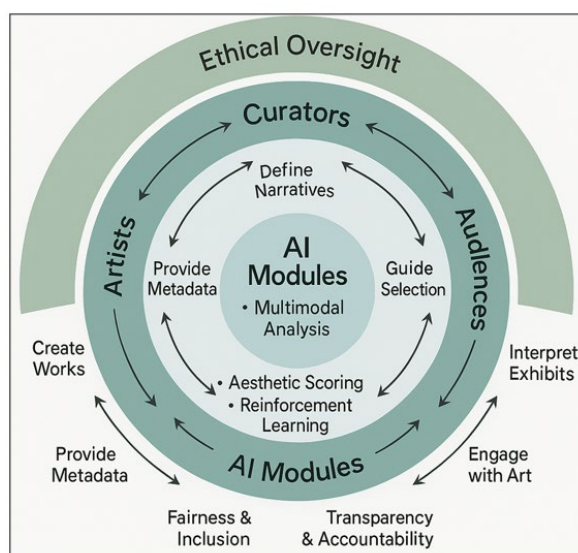 Ethical Oversight
Curators
Define
Narratives
Artists
Audlences
AI
Modules
• Multimodal
Analysis
Provide
Metadata
Guide
Selection
• Aesthetic Scoring
• Reinforcement
Learning
AI Modules
Create
Works
Interpret
Exhibits
Provide
Metadata
Engage
with Art
Fairness &
Inclusion
Transparency
& Accountability